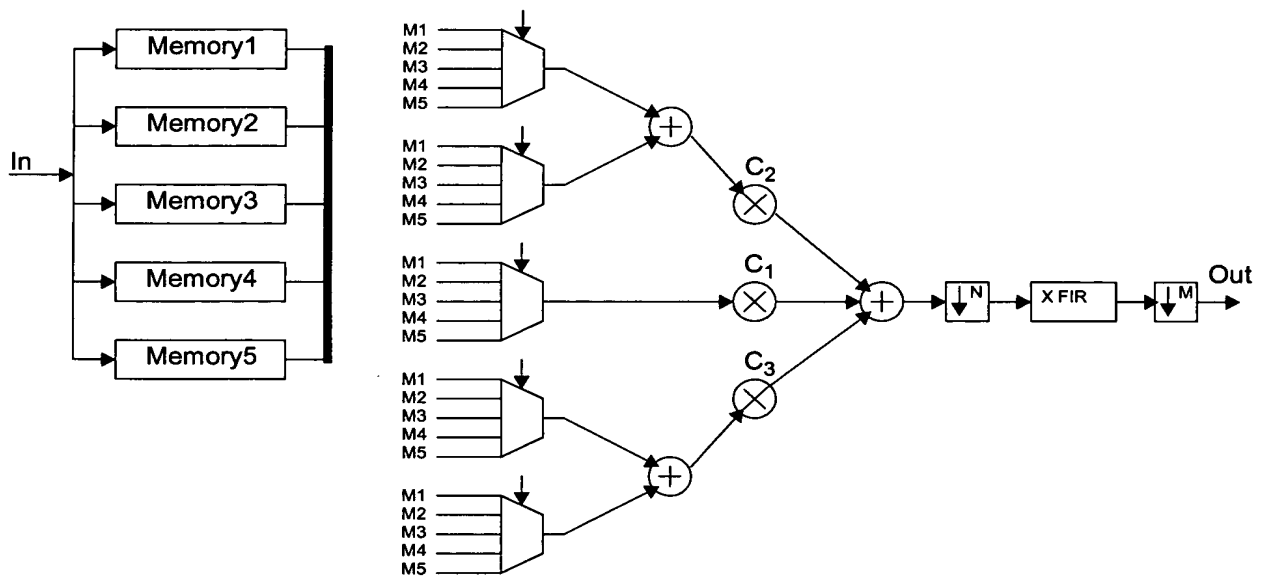 In
Memory1
Memory2
Memory3
Memory4
Memory5
M1
M2
M3
M4
M5
M1
M2
M3
M4
M5
M1
M2
M3
M4
M5
M1
M2
M3
M4
M5
M1
M2
M3
M4
M5
+
+
C₂
×
C₁
×
C₃
×
+
N
X FIR
M
Out